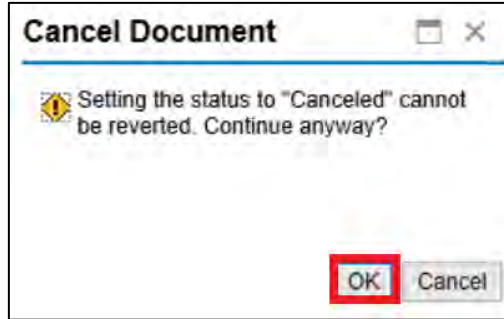 Cancel Document
Setting the status to "Canceled" cannot
be reverted. Continue anyway?
OK Cancel